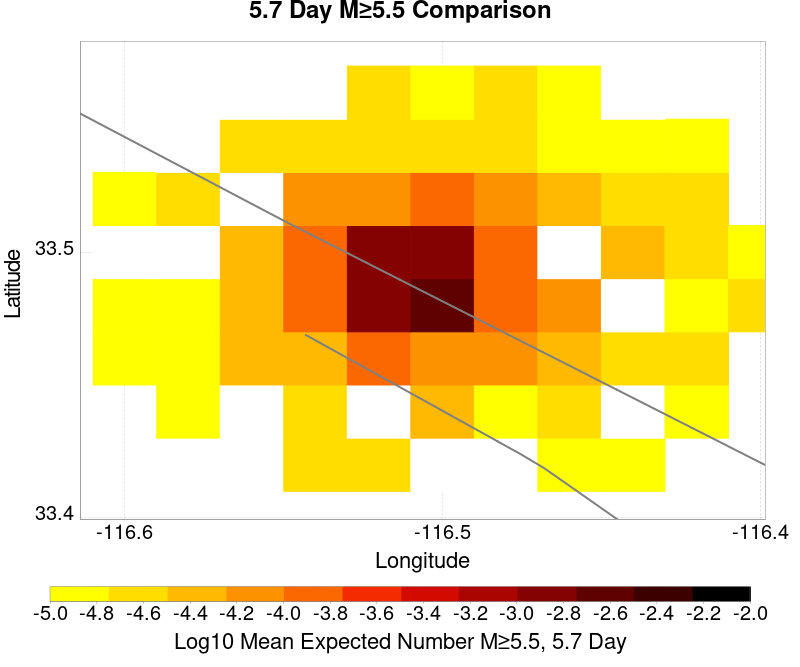 5.7 Day M≥5.5 Comparison
Latitude
33.5
33.4
-116.6 -116.5 -116.4
Longitude
-5.0 -4.8 -4.6 -4.4 -4.2 -4.0 -3.8 -3.6 -3.4 -3.2 -3.0 -2.8 -2.6 -2.4 -2.2 -2.0
Log10 Mean Expected Number M≥5.5, 5.7 Day